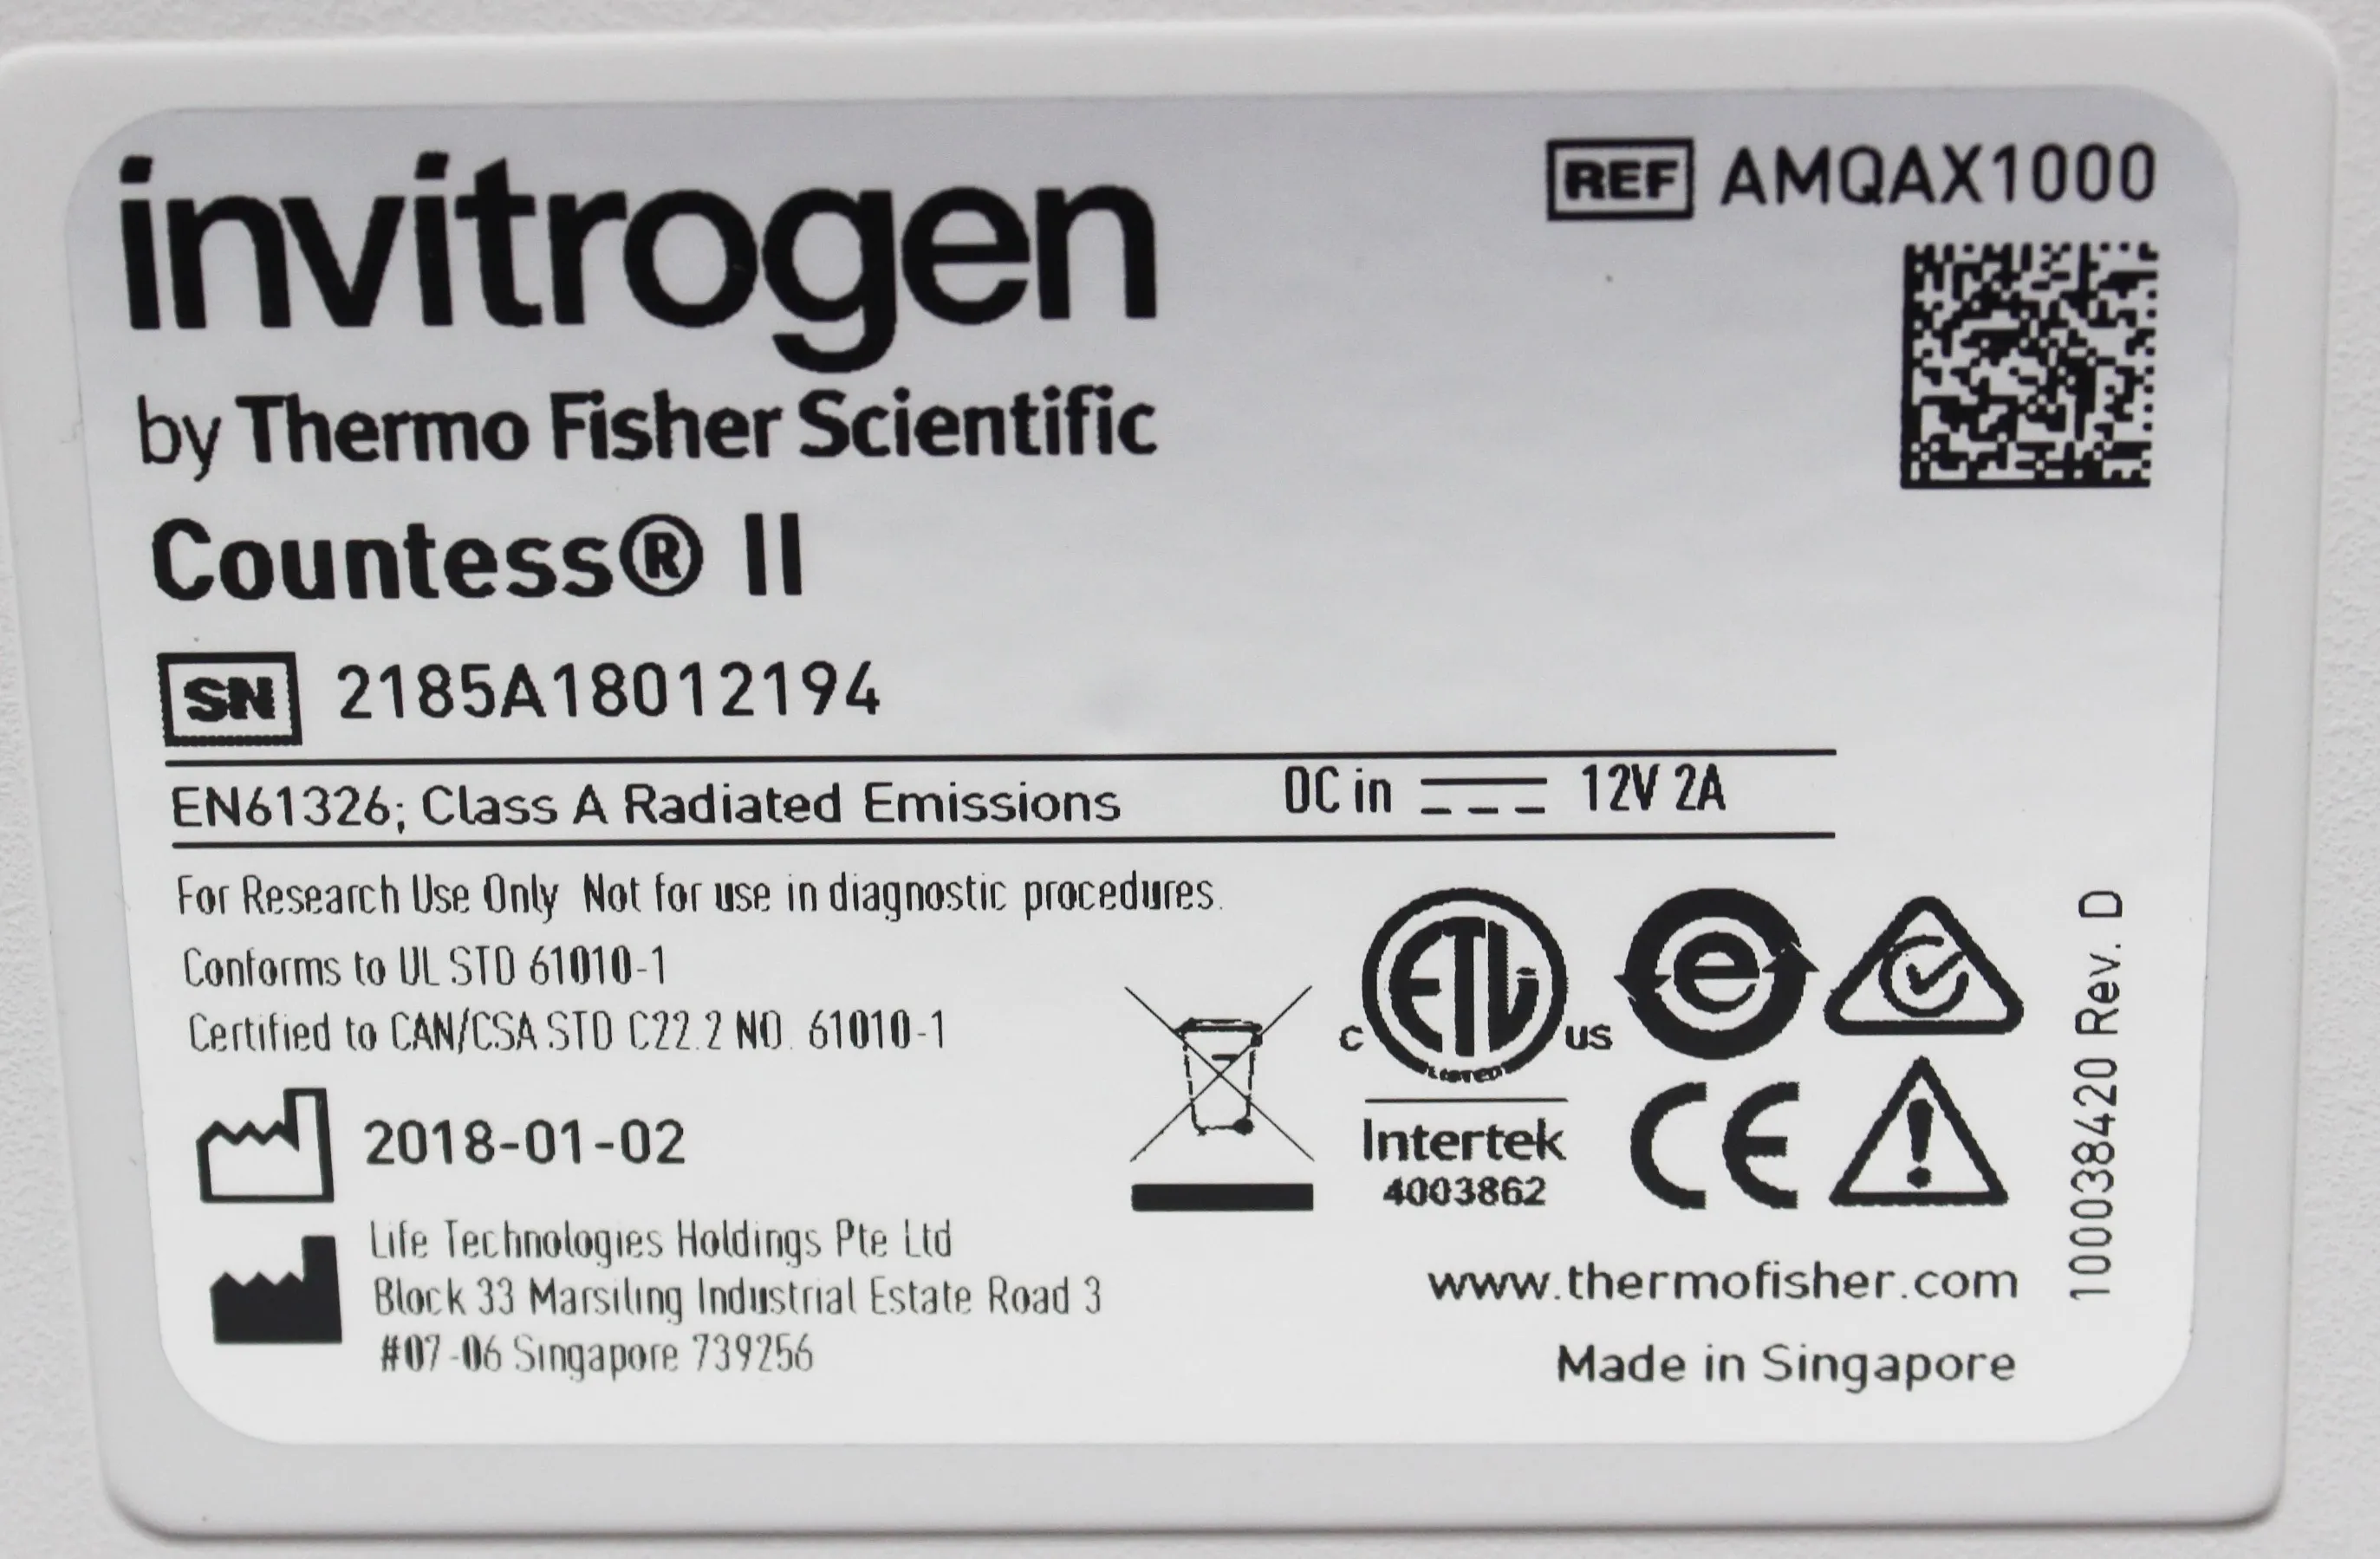 invitrogen
by Thermo Fisher Scientific
REF AMQAX1000
Countess® II
SN 2185A18012194
EN61326; Class A Radiated Emissions
DC in 12V 2A
For Research Use Only Not for use in diagnostic procedures.
Conforms to UL STD 61010-1
Certified to CAN/CSA STD C22.2 NO. 61010-1
2018-01-02
Life Technologies Holdings Pte Ltd
Block 33 Marsiling Industrial Estate Road 3
#07-06 Singapore 739256
C ETL US
LISTED
Intertek
4003862
e
CE
!
www.thermofisher.com
Made in Singapore
100038420 Rev. D